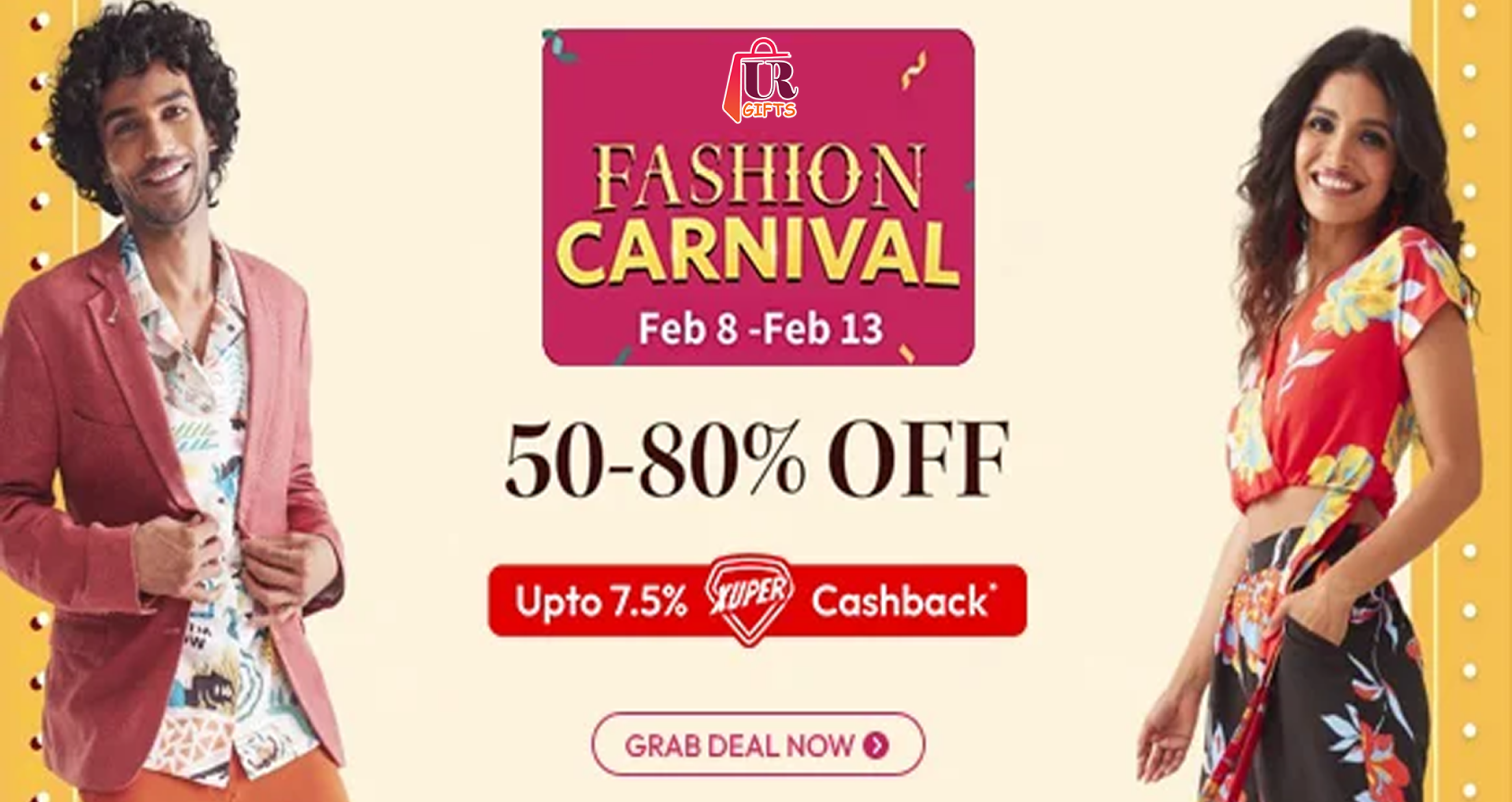 UR
GIFTS
FASHION
CARNIVAL
Feb 8 -Feb 13
50-80% OFF
Upto 7.5% XUPER Cashback*
GRAB DEAL NOW